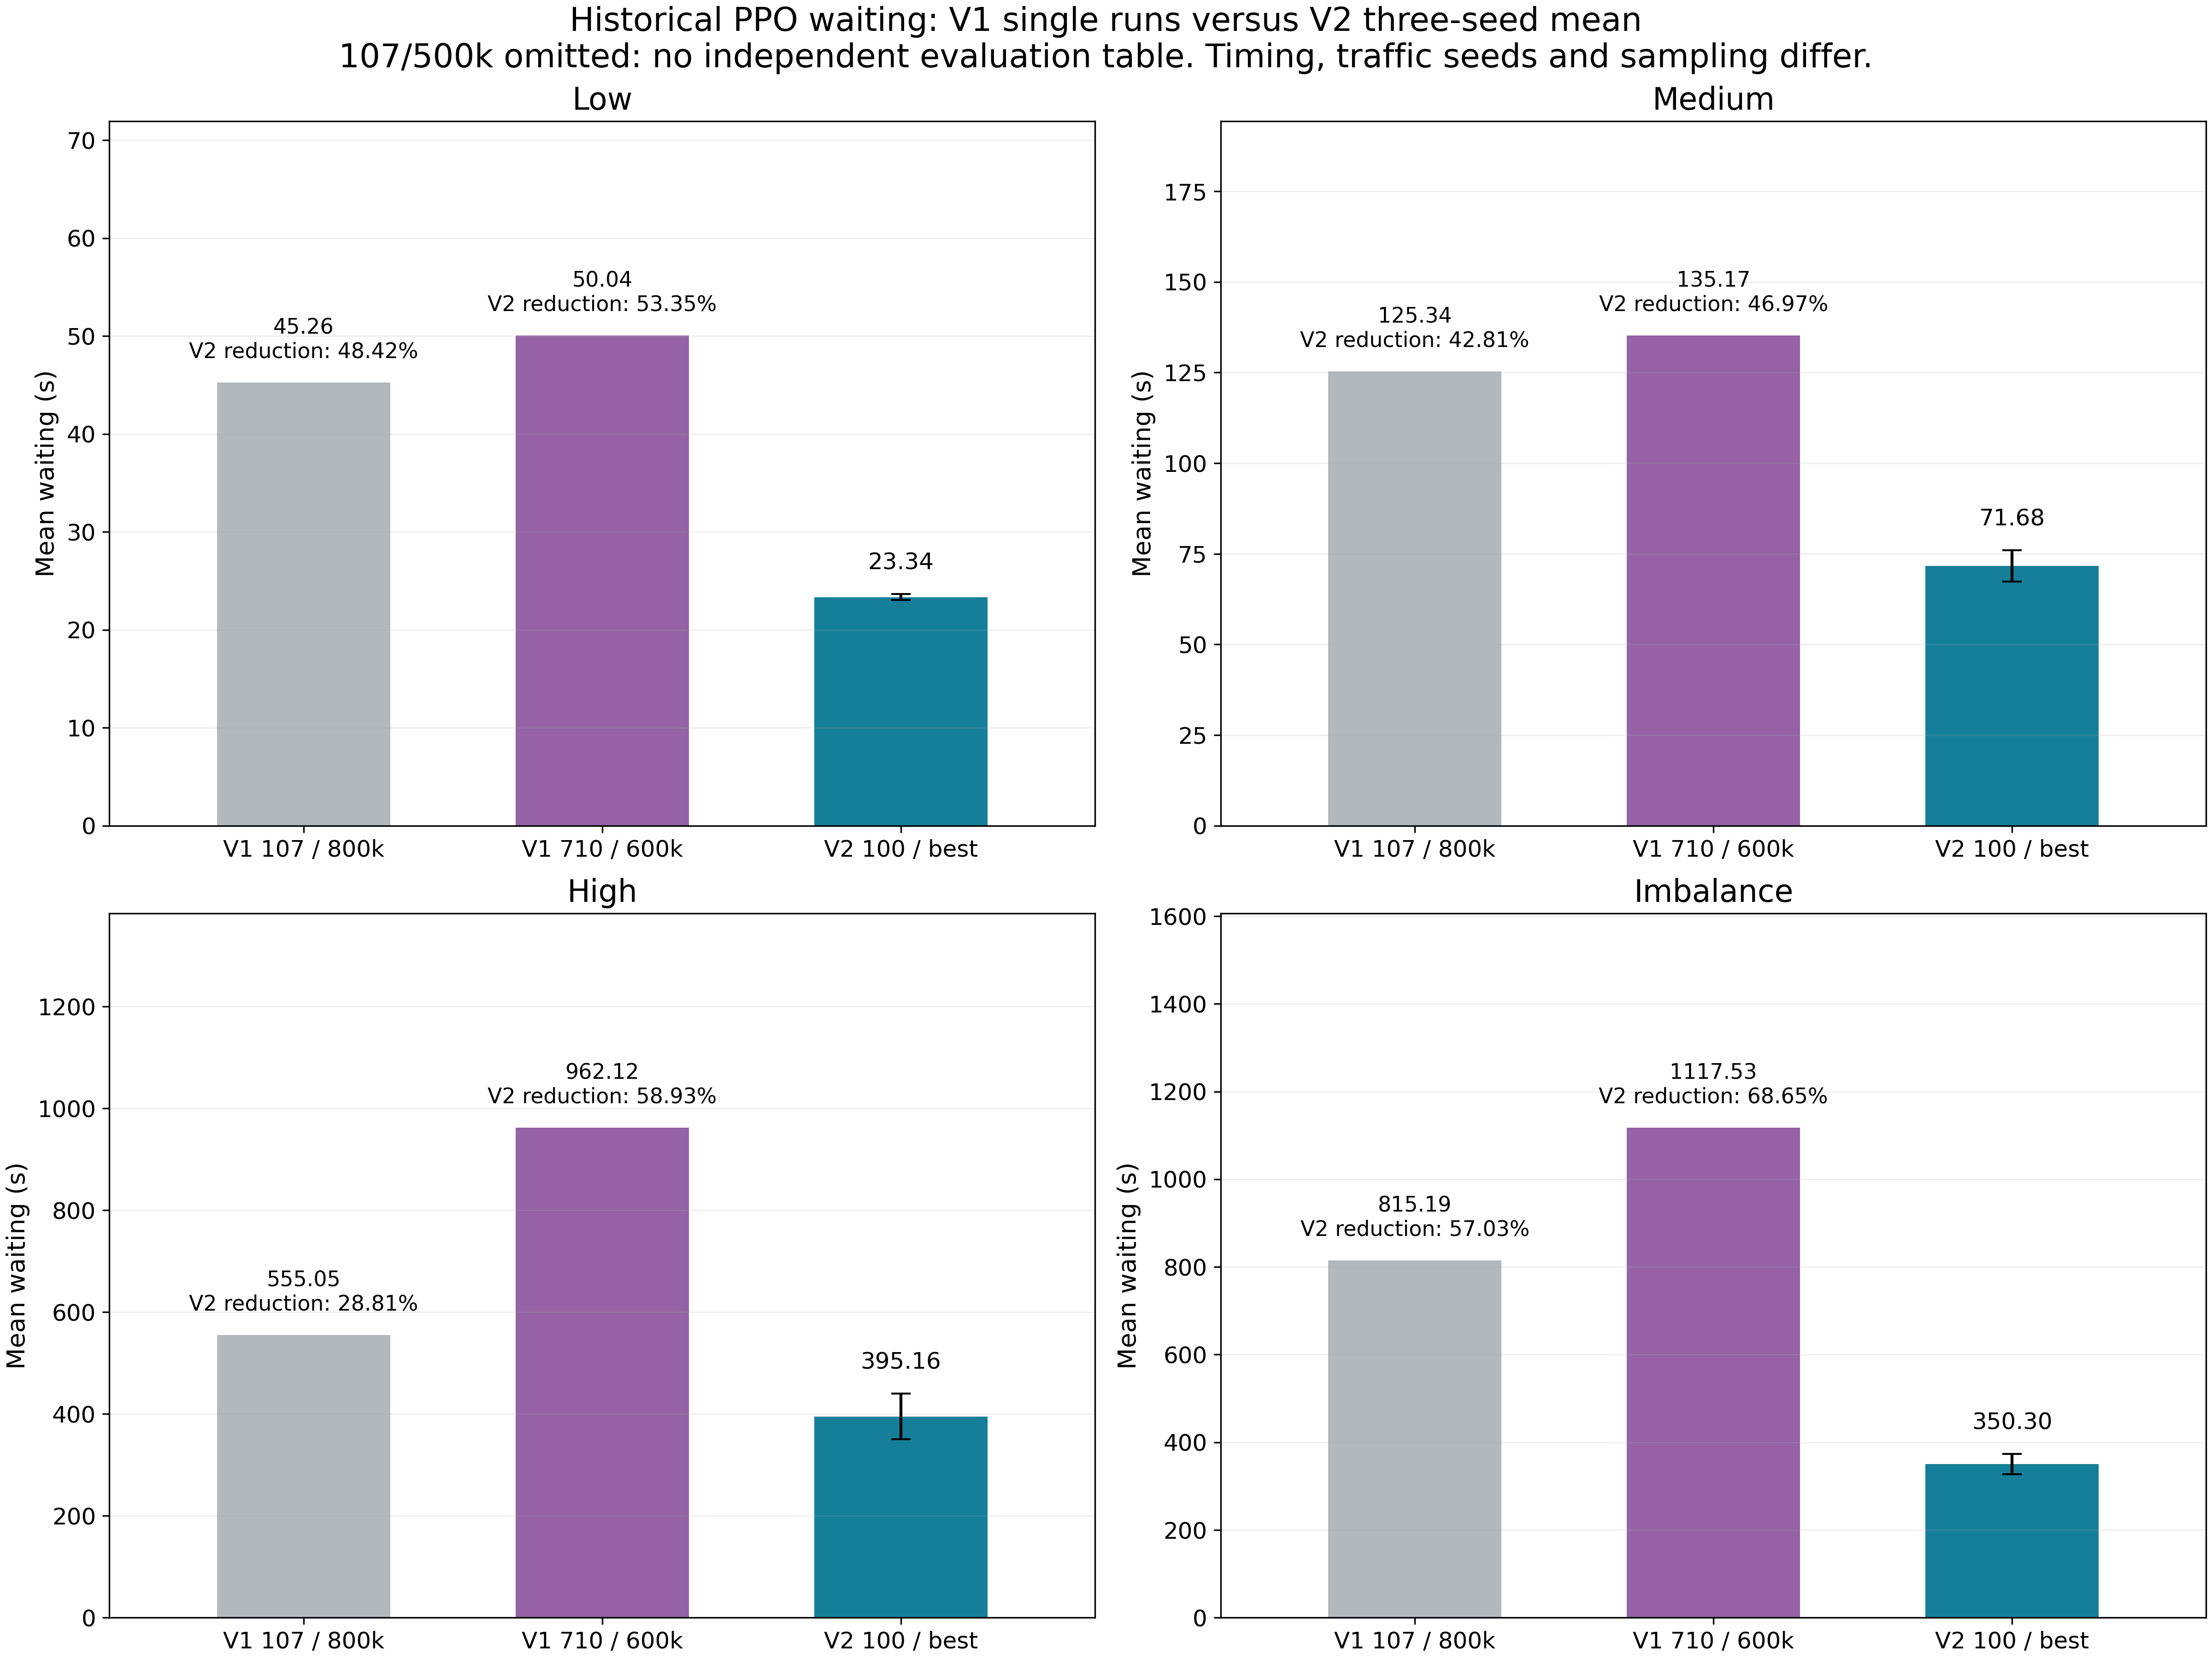 Historical PPO waiting: V1 single runs versus V2 three-seed mean
107/500k omitted: no independent evaluation table. Timing, traffic seeds and sampling differ.
Low
Mean waiting (s)
70
60
50
40
30
20
10
0
45.26
V2 reduction: 48.42%
50.04
V2 reduction: 53.35%
23.34
V1 107 / 800k
V1 710 / 600k
V2 100 / best
Medium
Mean waiting (s)
175
150
125
100
75
50
25
0
125.34
V2 reduction: 42.81%
135.17
V2 reduction: 46.97%
71.68
V1 107 / 800k
V1 710 / 600k
V2 100 / best
High
Mean waiting (s)
1200
1000
800
600
400
200
0
555.05
V2 reduction: 28.81%
962.12
V2 reduction: 58.93%
395.16
V1 107 / 800k
V1 710 / 600k
V2 100 / best
Imbalance
Mean waiting (s)
1600
1400
1200
1000
800
600
400
200
0
815.19
V2 reduction: 57.03%
1117.53
V2 reduction: 68.65%
350.30
V1 107 / 800k
V1 710 / 600k
V2 100 / best